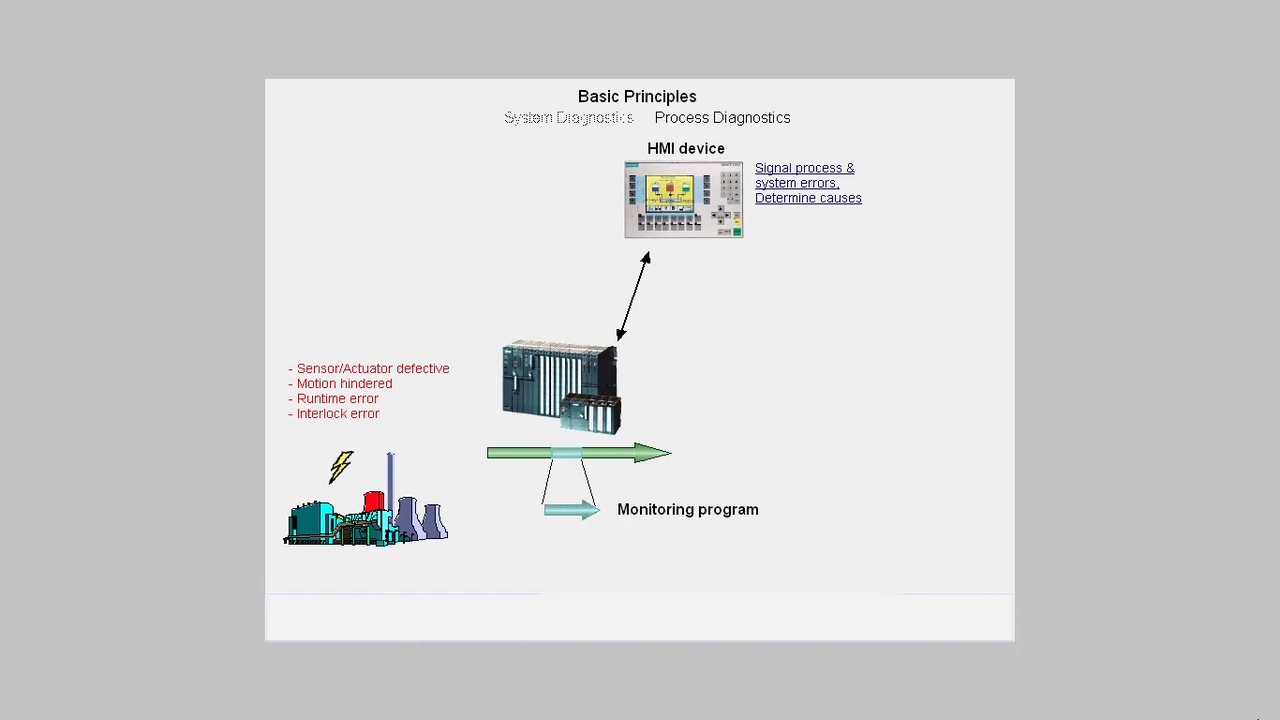 Basic Principles
System Diagnostics Process Diagnostics
HMI device
Signal process &
system errors,
Determine causes
- Sensor/Actuator defective
- Motion hindered
- Runtime error
- Interlock error
Monitoring program